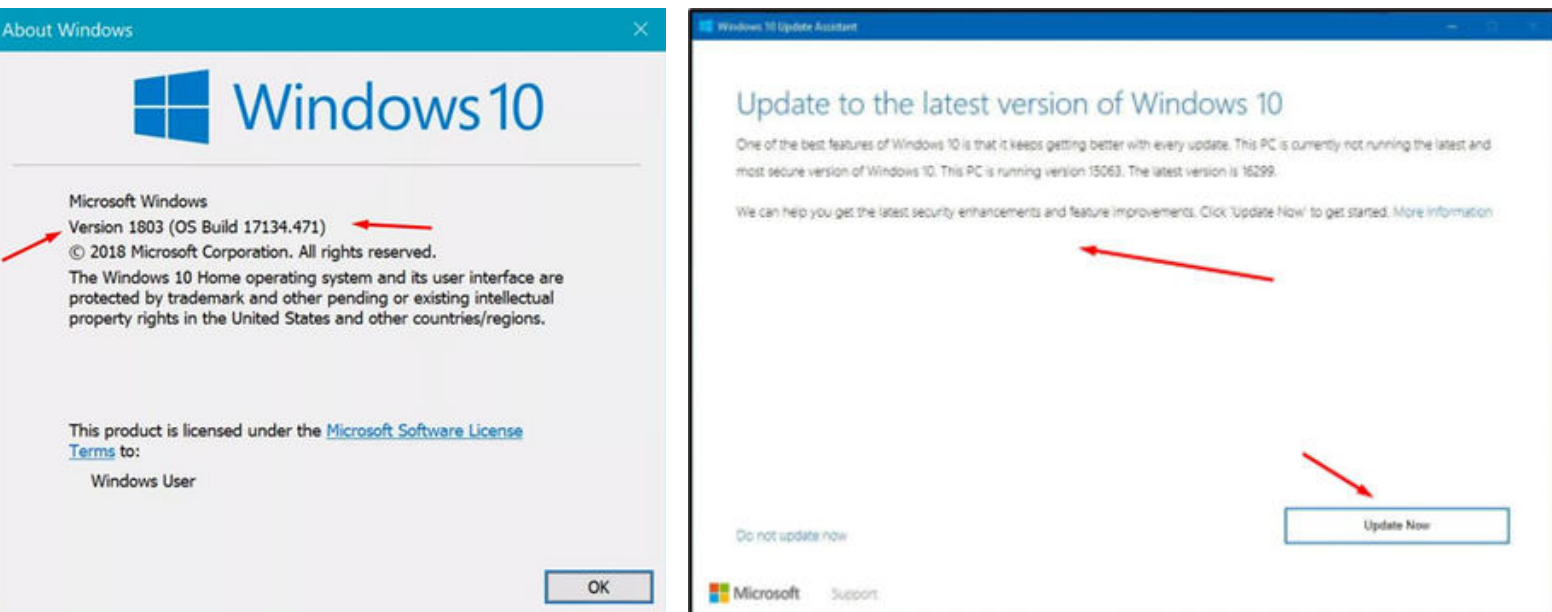 About Windows
Windows 10
Microsoft Windows
Version 1803 (OS Build 17134.471)
© 2018 Microsoft Corporation. All rights reserved.
The Windows 10 Home operating system and its user interface are
protected by trademark and other pending or existing intellectual
property rights in the United States and other countries/regions.
This product is licensed under the Microsoft Software License
Terms to:
Windows User
OK
Windows 10 Update Assistant
Update to the latest version of Windows 10
One of the best features of Windows 10 is that it keeps getting better with every update. This PC is currently not running the latest and
most secure version of Windows 10. This PC is running version 15063. The latest version is 16299.
We can help you get the latest security enhancements and feature improvements. Click 'Update Now' to get started. More Information
Update Now
Do not update now
Microsoft Support